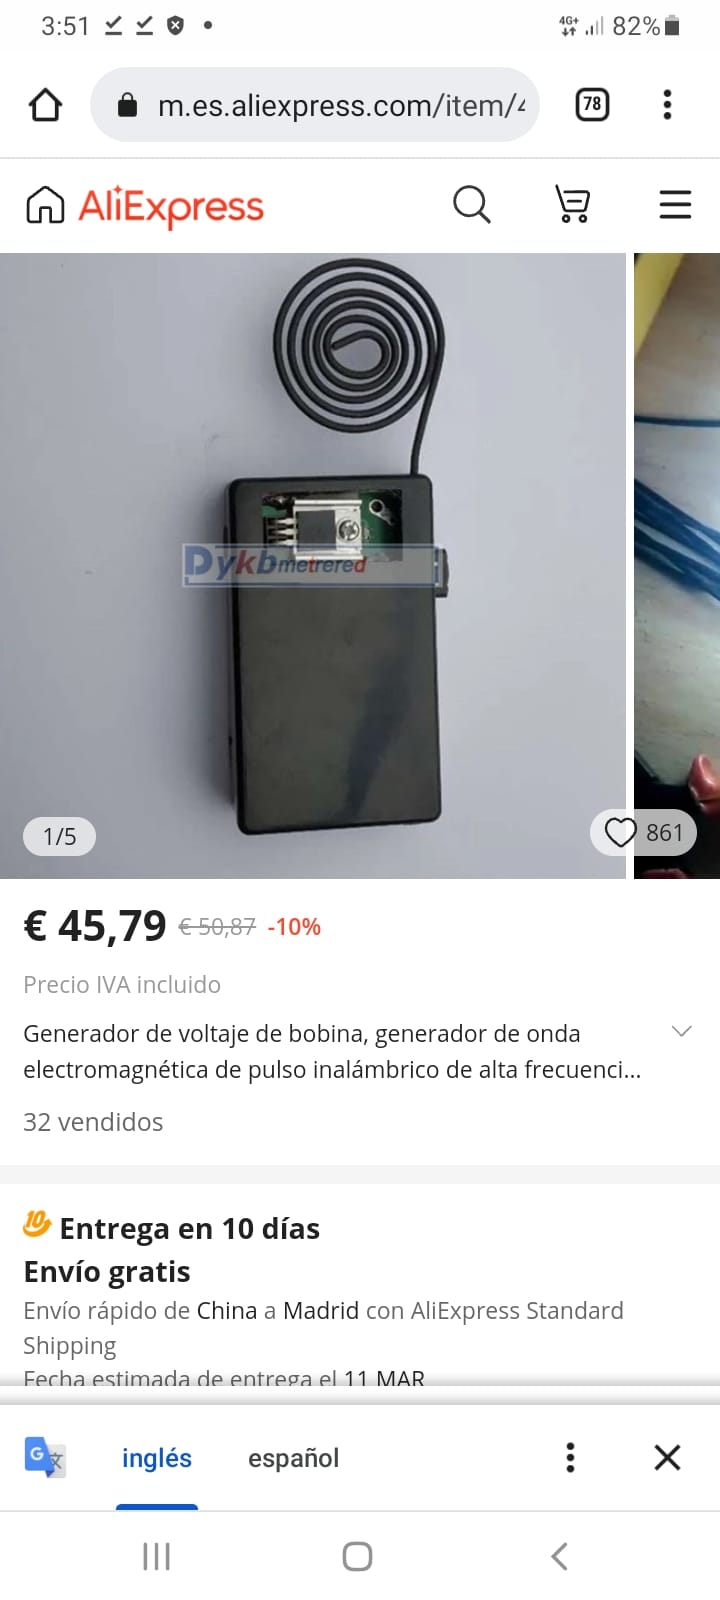 3:51
4G+
82%
m.es.aliexpress.com/item/4
78
AliExpress
Dykbmetrered
1/5
861
€ 45,79 € 50,87 -10%
Precio IVA incluido
Generador de voltaje de bobina, generador de onda
electromagnética de pulso inalámbrico de alta frecuenci...
32 vendidos
10 Entrega en 10 días
Envío gratis
Envío rápido de China a Madrid con AliExpress Standard
Shipping
Fecha estimada de entrega el 11 MAR
G inglés español